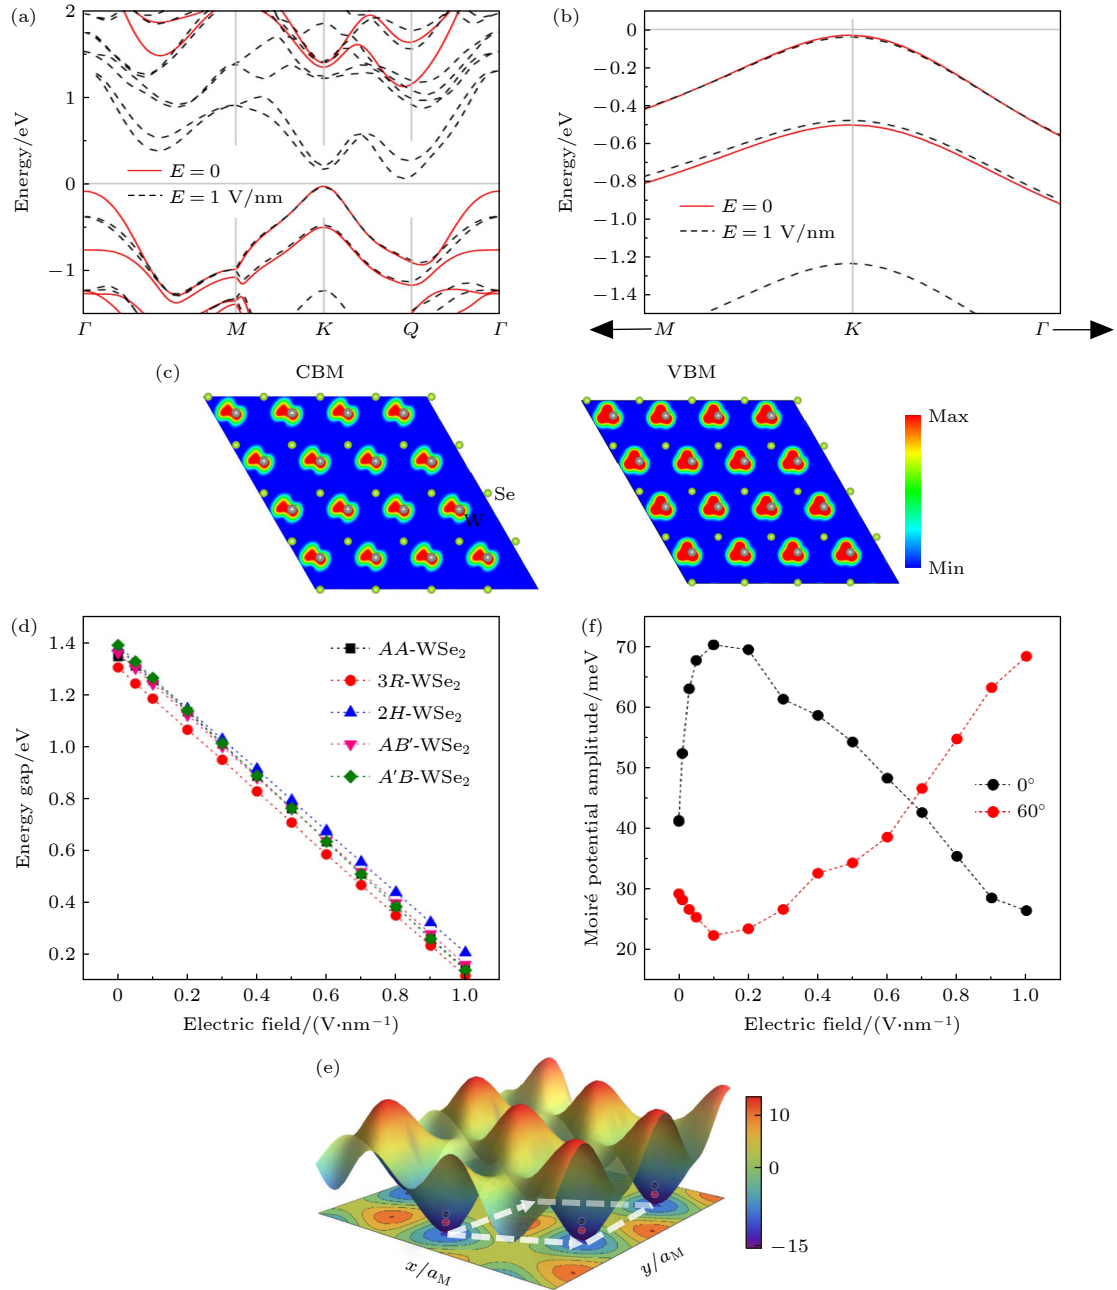 (a)
2
1
0
−1
Energy/eV
E = 0
E = 1 V/nm
Γ M K Q Γ
(b)
0
−0.2
−0.4
−0.6
−0.8
−1.0
−1.2
−1.4
Energy/eV
E = 0
E = 1 V/nm
M K Γ
(c)
CBM VBM
Se
W
Max
Min
(d)
1.4
1.2
1.0
0.8
0.6
0.4
0.2
Energy gap/eV
AA-WSe₂
3R-WSe₂
2H-WSe₂
AB′-WSe₂
A′B-WSe₂
0 0.2 0.4 0.6 0.8 1.0
Electric field/(V·nm⁻¹)
(f)
70
60
50
40
30
20
Moiré potential amplitude/meV
0°
60°
0 0.2 0.4 0.6 0.8 1.0
Electric field/(V·nm⁻¹)
(e)
x/a_M
y/a_M
10
0
−15